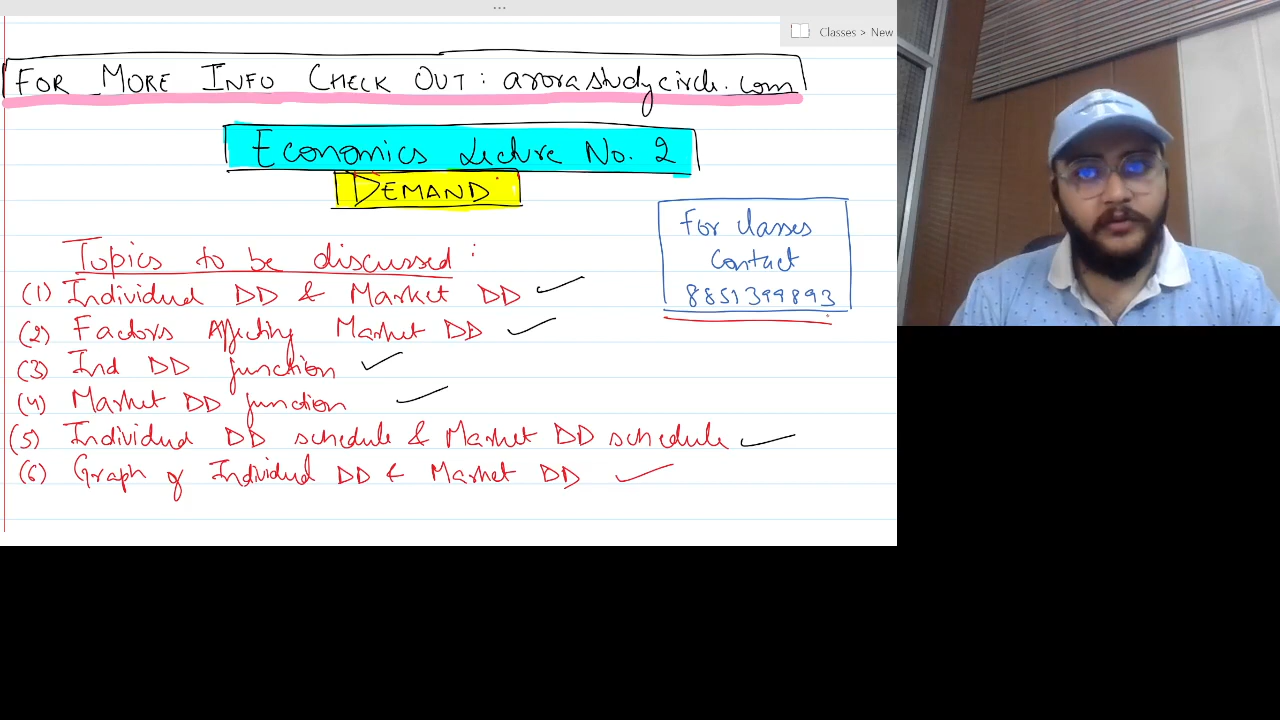 ...
Classes > New
FOR MORE INFO CHECK OUT: arorastudycircle.com
Economics Lecture No. 2
DEMAND
For classes
Contact
8851399893
Topics to be discussed:
(1) Individual DD & Market DD
(2) Factors Affecting Market DD
(3) Ind DD function
(4) Market DD function
(5) Individual DD schedule & Market DD schedule
(6) Graph of Individual DD & Market DD